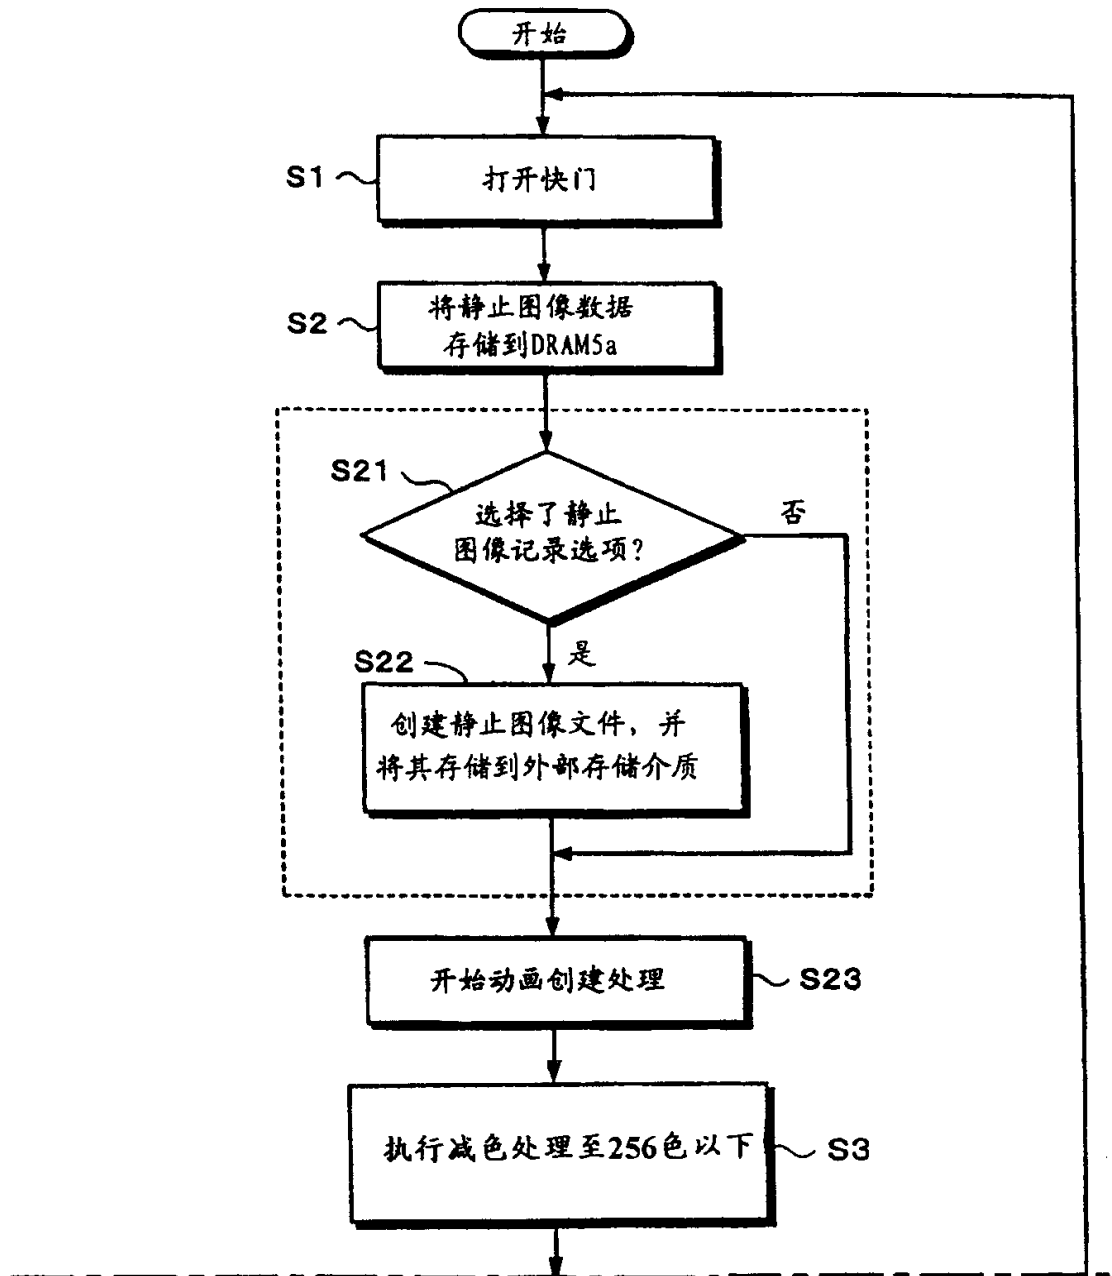 开始
S1
打开快门
S2
将静止图像数据
存储到DRAM5a
S21
选择了静止
图像记录选项?
否
是
S22
创建静止图像文件，并
将其存储到外部存储介质
开始动画创建处理
S23
执行减色处理至256色以下
S3